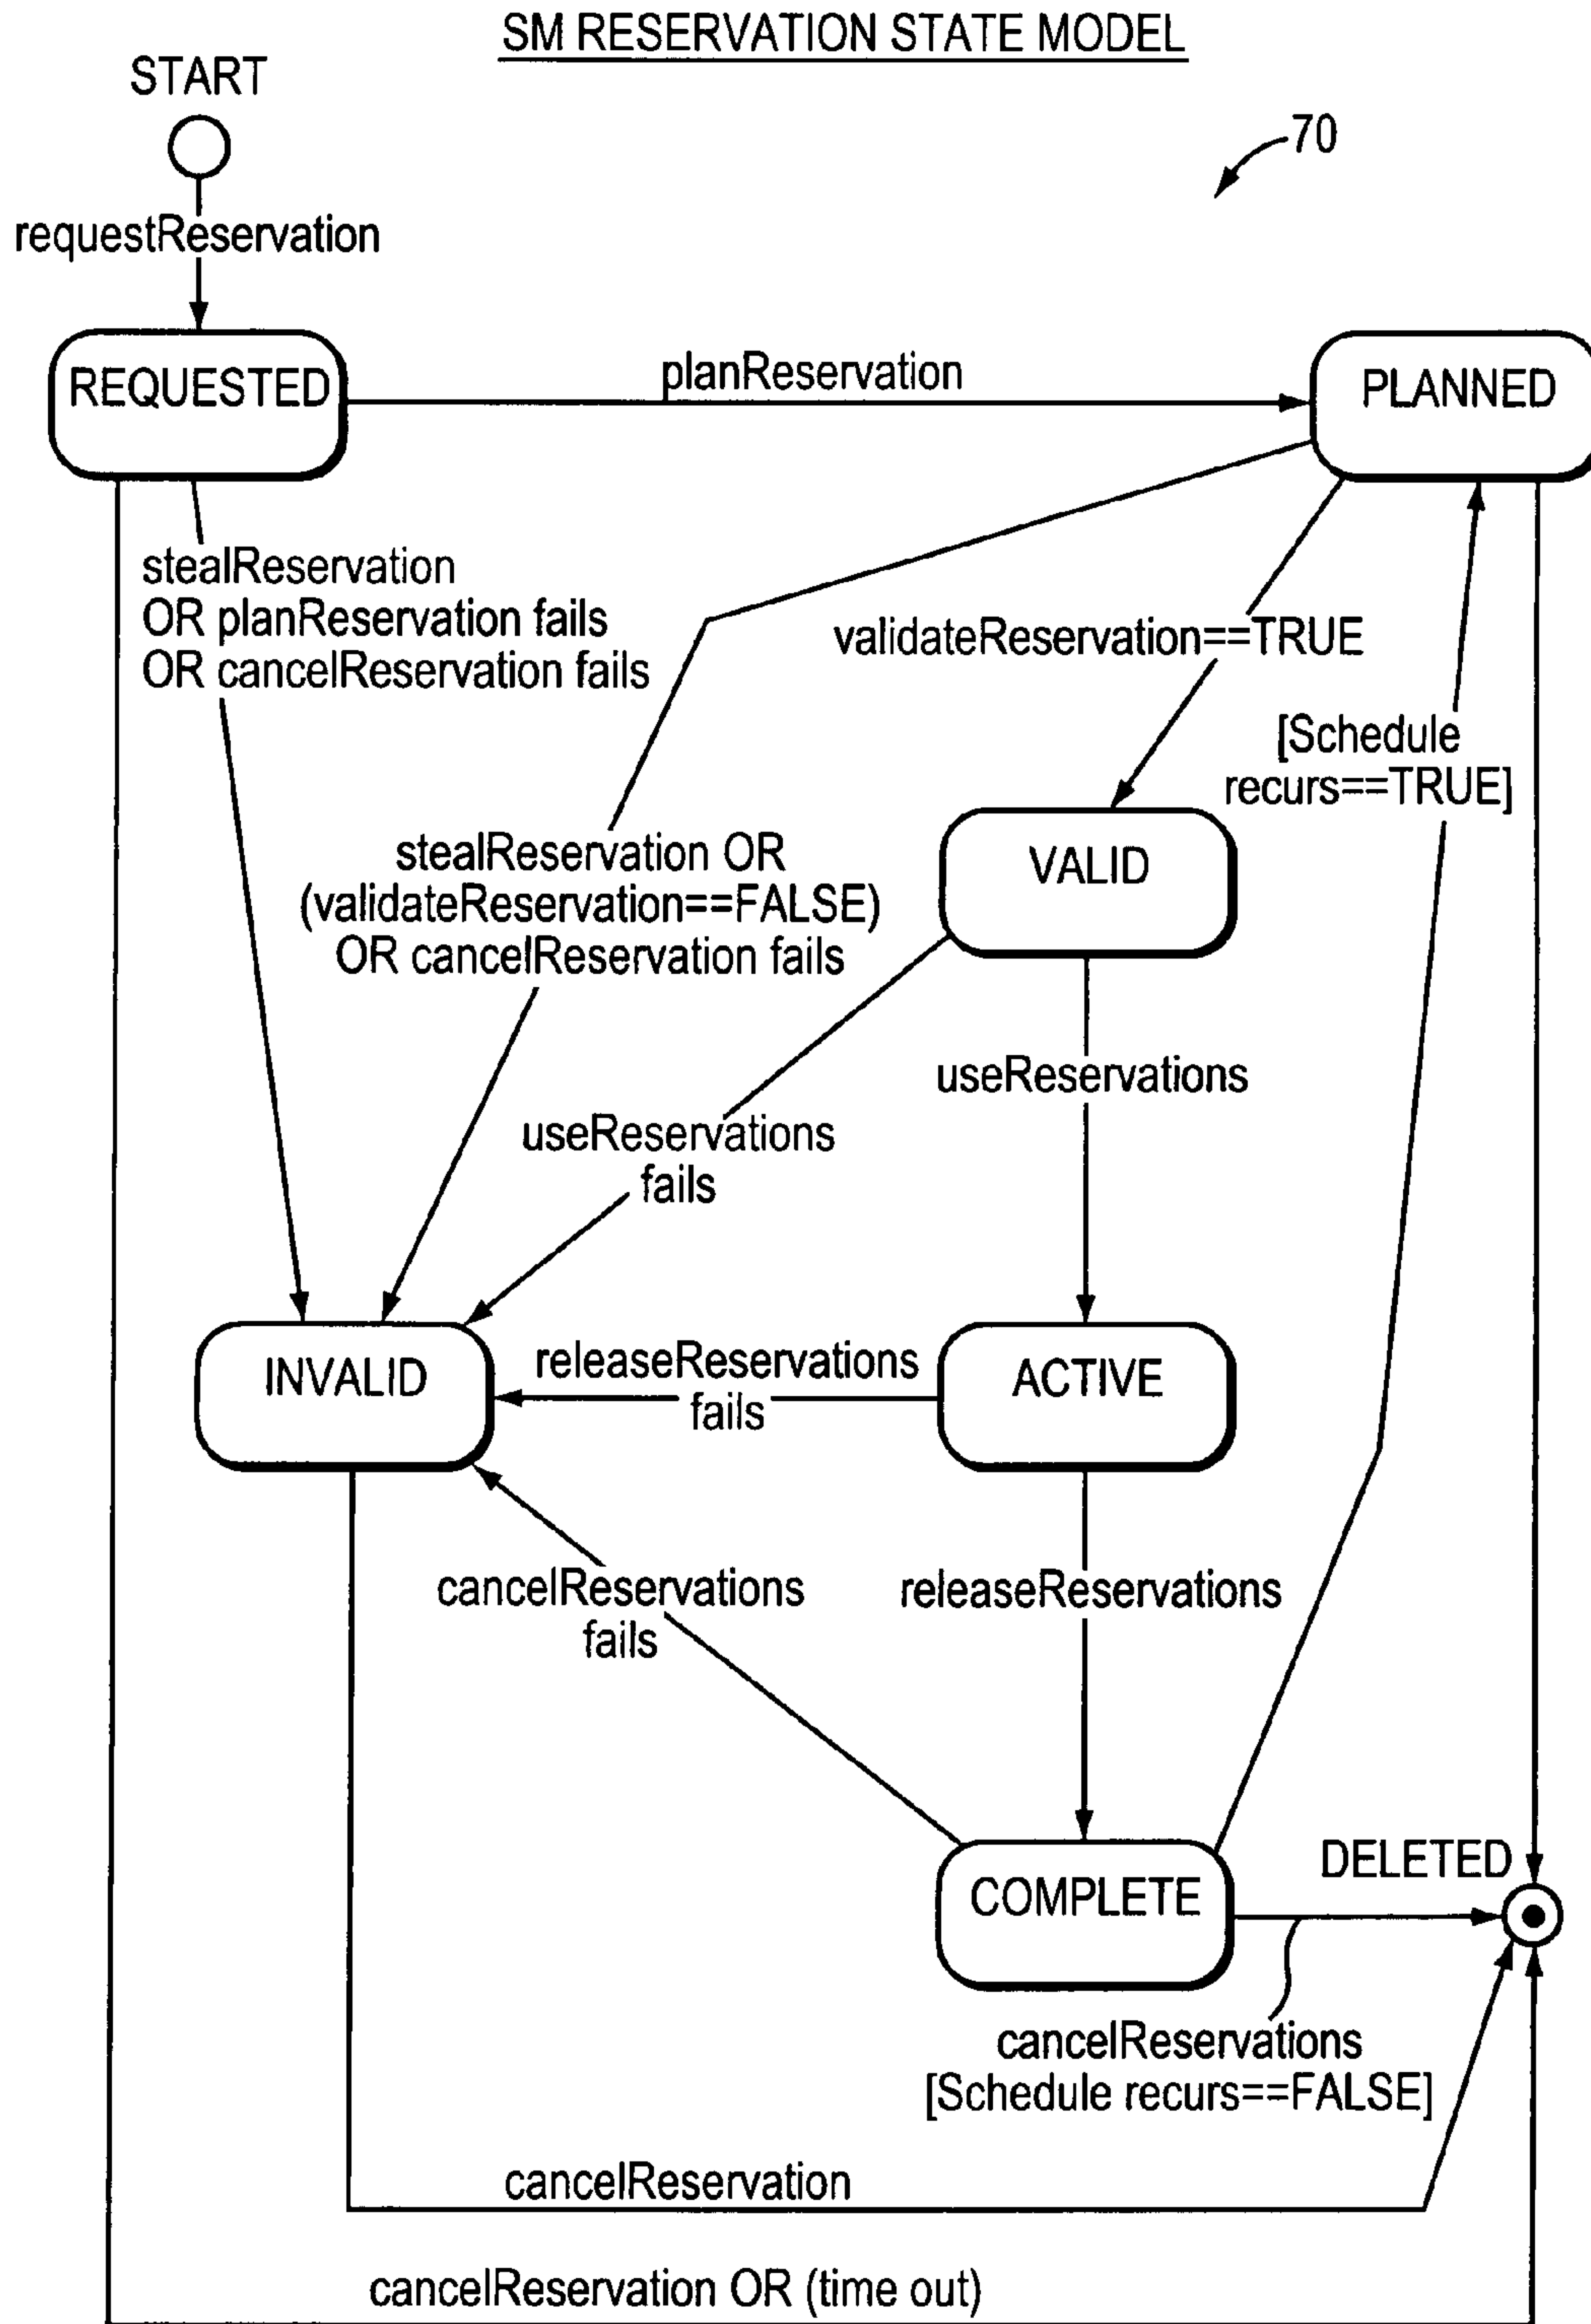 SM RESERVATION STATE MODEL
START
70
requestReservation
REQUESTED
planReservation
PLANNED
stealReservation
OR planReservation fails
OR cancelReservation fails
validateReservation==TRUE
[Schedule
recurs==TRUE]
stealReservation OR
(validateReservation==FALSE)
OR cancelReservation fails
VALID
useReservations
useReservations
fails
INVALID
releaseReservations
fails
ACTIVE
cancelReservations
fails
releaseReservations
COMPLETE
DELETED
cancelReservations
[Schedule recurs==FALSE]
cancelReservation
cancelReservation OR (time out)